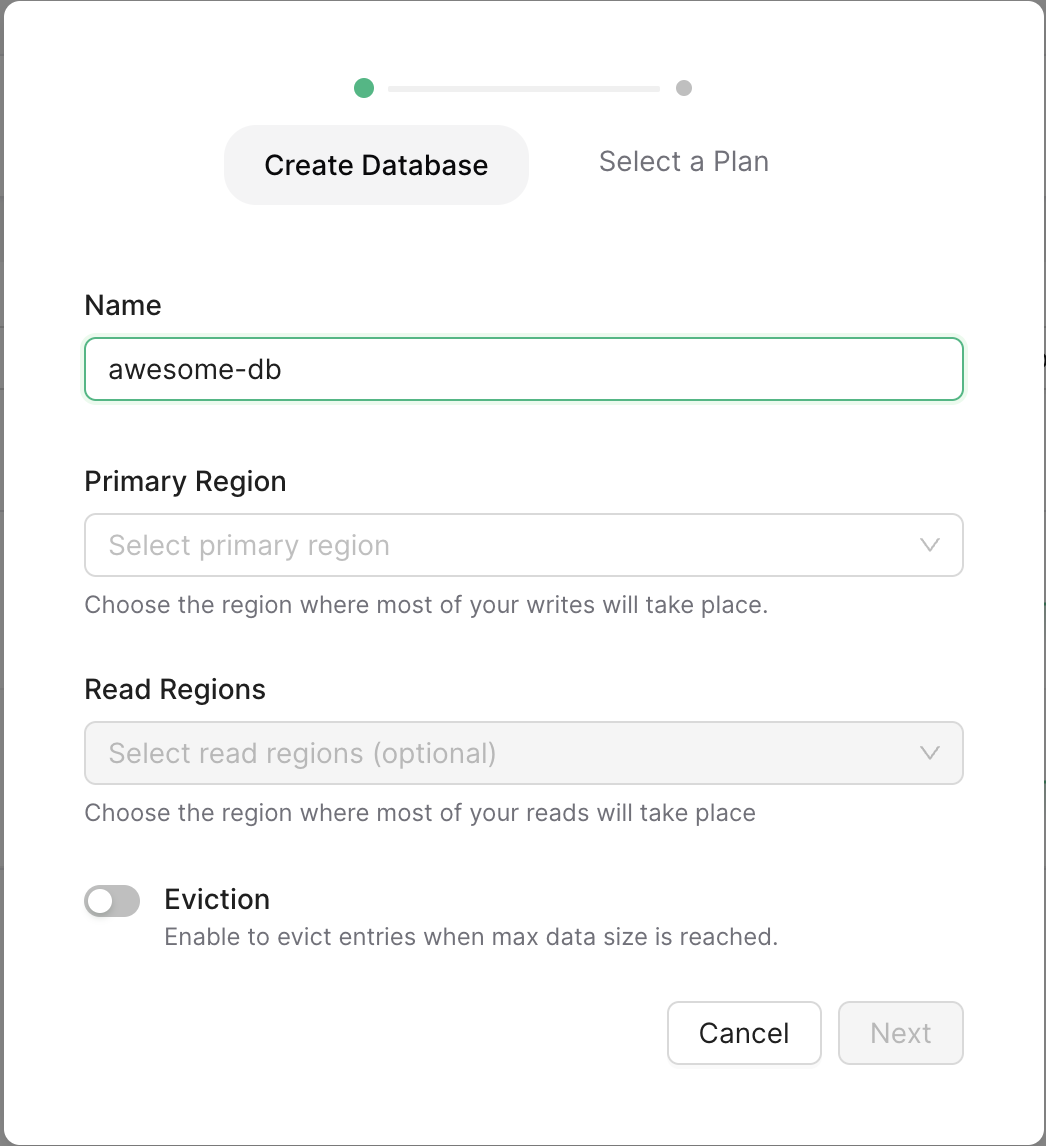 Create Database
Select a Plan
Name
awesome-db
Primary Region
Select primary region
Choose the region where most of your writes will take place.
Read Regions
Select read regions (optional)
Choose the region where most of your reads will take place
Eviction
Enable to evict entries when max data size is reached.
Cancel
Next